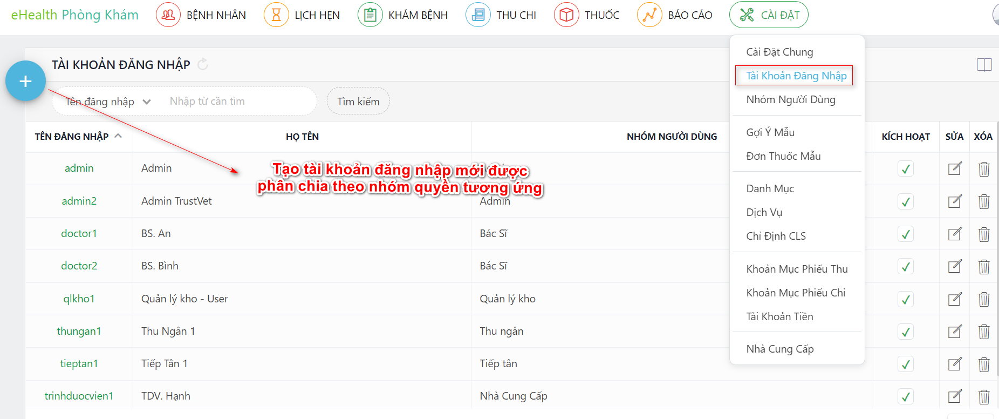 eHealth Phòng Khám
BỆNH NHÂN
LỊCH HẸN
KHÁM BỆNH
THU CHI
THUỐC
BÁO CÁO
CÀI ĐẶT
Cài Đặt Chung
Tài Khoản Đăng Nhập
Nhóm Người Dùng
Gợi Ý Mẫu
Đơn Thuốc Mẫu
Danh Mục
Dịch Vụ
Chỉ Định CLS
Khoản Mục Phiếu Thu
Khoản Mục Phiếu Chi
Tài Khoản Tiền
Nhà Cung Cấp
TÀI KHOẢN ĐĂNG NHẬP
Tên đăng nhập Nhập từ cần tìm Tìm kiếm
TÊN ĐĂNG NHẬP HỌ TÊN NHÓM NGƯỜI DÙNG KÍCH HOẠT SỬA XÓA
admin Admin
Tạo tài khoản đăng nhập mới được
phân chia theo nhóm quyền tương ứng
admin2 Admin TrustVet Admin
doctor1 BS. An Bác Sĩ
doctor2 BS. Bình Bác Sĩ
qlkho1 Quản lý kho - User Quản lý kho
thungan1 Thu Ngân 1 Thu ngân
tieptan1 Tiếp Tân 1 Tiếp tân
trinhduocvien1 TDV. Hạnh Nhà Cung Cấp